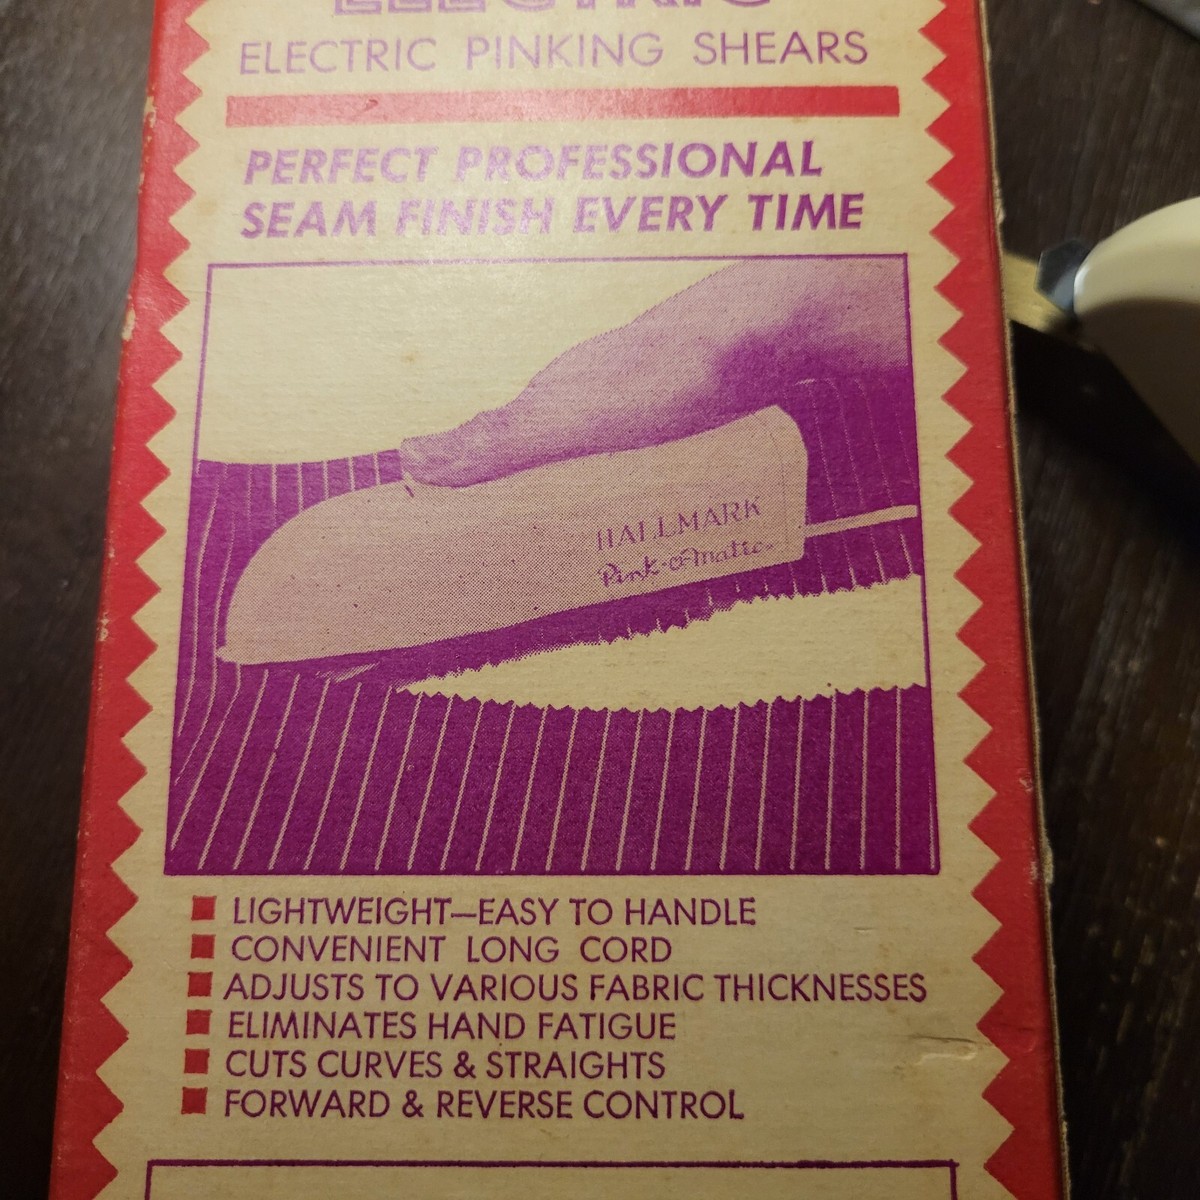 ELECTRIC
ELECTRIC PINKING SHEARS
PERFECT PROFESSIONAL
SEAM FINISH EVERY TIME
HALLMARK
Pink-O-Matic
LIGHTWEIGHT—EASY TO HANDLE
CONVENIENT LONG CORD
ADJUSTS TO VARIOUS FABRIC THICKNESSES
ELIMINATES HAND FATIGUE
CUTS CURVES & STRAIGHTS
FORWARD & REVERSE CONTROL